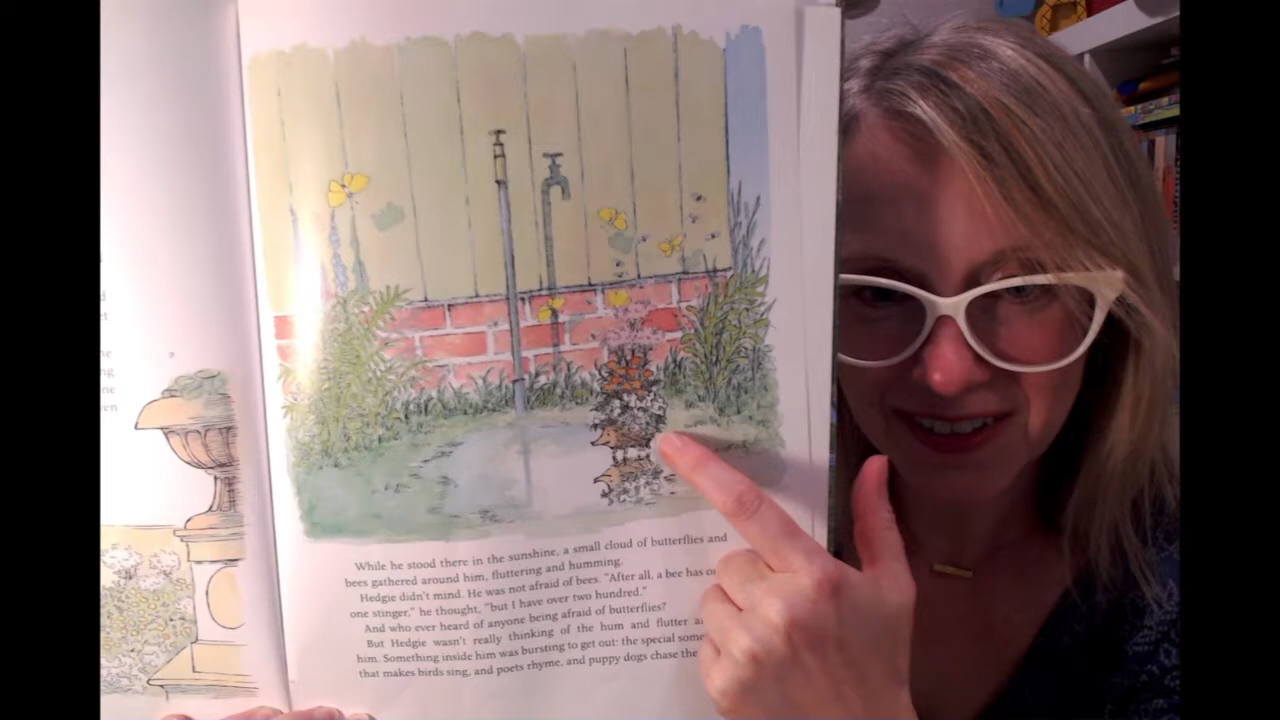 ne
ng
ne
en
While he stood there in the sunshine, a small cloud of butterflies and
bees gathered around him, fluttering and humming.
Hedgie didn't mind. He was not afraid of bees. "After all, a bee has
one stinger," he thought, "but I have over two hundred."
And who ever heard of anyone being afraid of butterflies?
But Hedgie wasn't really thinking of the hum and flutter
him. Something inside him was bursting to get out: the special
that makes birds sing, and poets rhyme, and puppy dogs chase